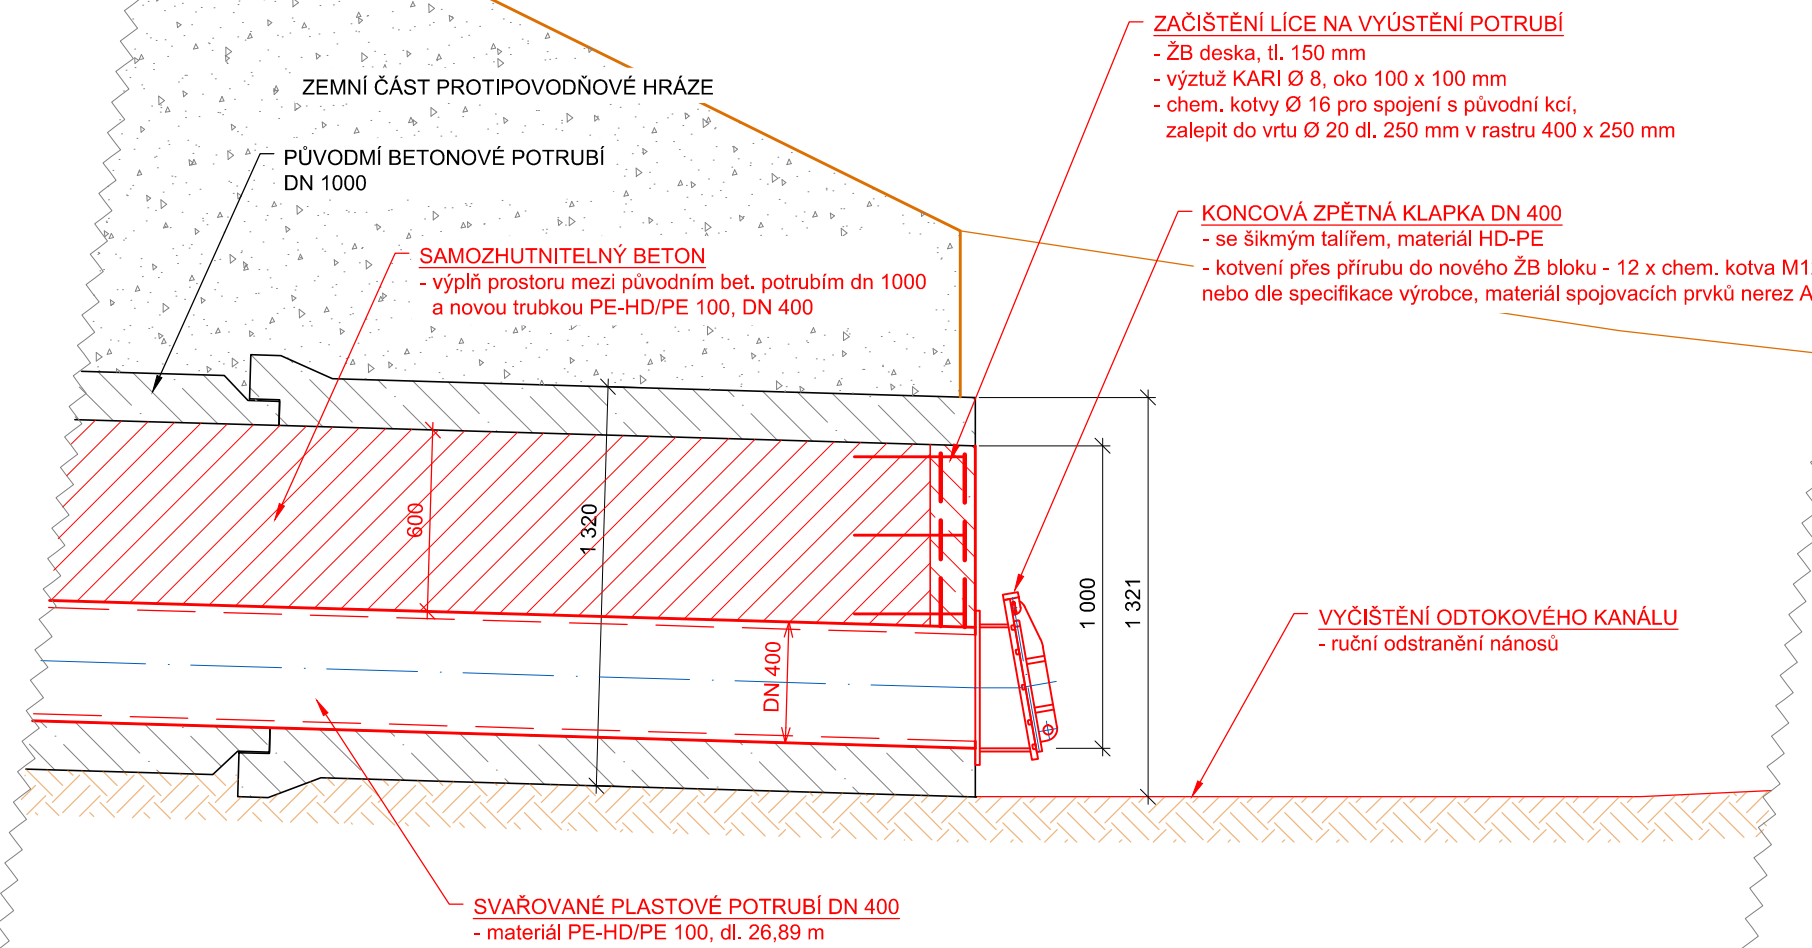 ZAČIŠTĚNÍ LÍCE NA VYÚSTĚNÍ POTRUBÍ
- ŽB deska, tl. 150 mm
- výztuž KARI Ø 8, oko 100 x 100 mm
- chem. kotvy Ø 16 pro spojení s původní kcí,
zalepit do vrtu Ø 20 dl. 250 mm v rastru 400 x 250 mm
ZEMNÍ ČÁST PROTIPOVODŇOVÉ HRÁZE
PŮVODMÍ BETONOVÉ POTRUBÍ
DN 1000
KONCOVÁ ZPĚTNÁ KLAPKA DN 400
- se šikmým talířem, materiál HD-PE
- kotvení přes přírubu do nového ŽB bloku - 12 x chem. kotva M1
nebo dle specifikace výrobce, materiál spojovacích prvků nerez A
SAMOZHUTNITELNÝ BETON
- výplň prostoru mezi původním bet. potrubím dn 1000
a novou trubkou PE-HD/PE 100, DN 400
600
1 320
DN 400
1 000
1 321
VYČIŠTĚNÍ ODTOKOVÉHO KANÁLU
- ruční odstranění nánosů
SVAŘOVANÉ PLASTOVÉ POTRUBÍ DN 400
- materiál PE-HD/PE 100, dl. 26,89 m